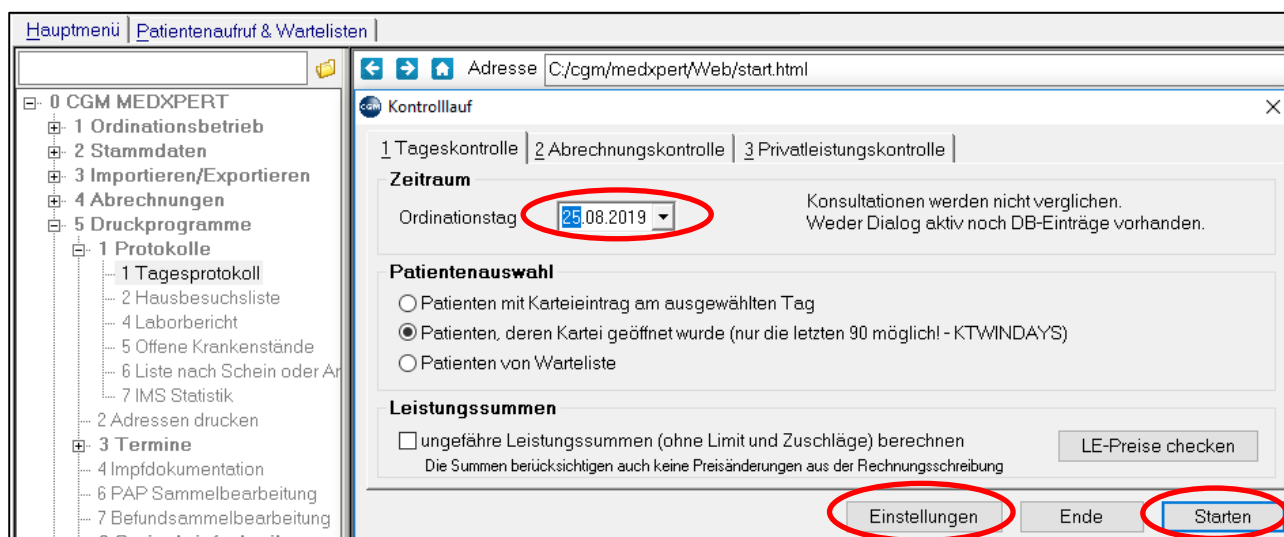 Hauptmenü Patientenaufruf & Wartelisten
Adresse C:/cgm/medxpert/Web/start.html
0 CGM MEDXPERT
1 Ordinationsbetrieb
2 Stammdaten
3 Importieren/Exportieren
4 Abrechnungen
5 Druckprogramme
1 Protokolle
1 Tagesprotokoll
2 Hausbesuchsliste
4 Laborbericht
5 Offene Krankenstände
6 Liste nach Schein oder Ar
7 IMS Statistik
2 Adressen drucken
3 Termine
4 Impfdokumentation
6 PAP Sammelbearbeitung
7 Befundsammelbearbeitung
CGM Kontrolllauf
1 Tageskontrolle 2 Abrechnungskontrolle 3 Privatleistungskontrolle
Zeitraum
Ordinationstag 25.08.2019
Konsultationen werden nicht verglichen.
Weder Dialog aktiv noch DB-Einträge vorhanden.
Patientenauswahl
Patienten mit Karteieintrag am ausgewählten Tag
Patienten, deren Kartei geöffnet wurde (nur die letzten 90 möglich! - KTWINDAYS)
Patienten von Warteliste
Leistungssummen
ungefähre Leistungssummen (ohne Limit und Zuschläge) berechnen
Die Summen berücksichtigen auch keine Preisänderungen aus der Rechnungsschreibung
LE-Preise checken
Einstellungen Ende Starten